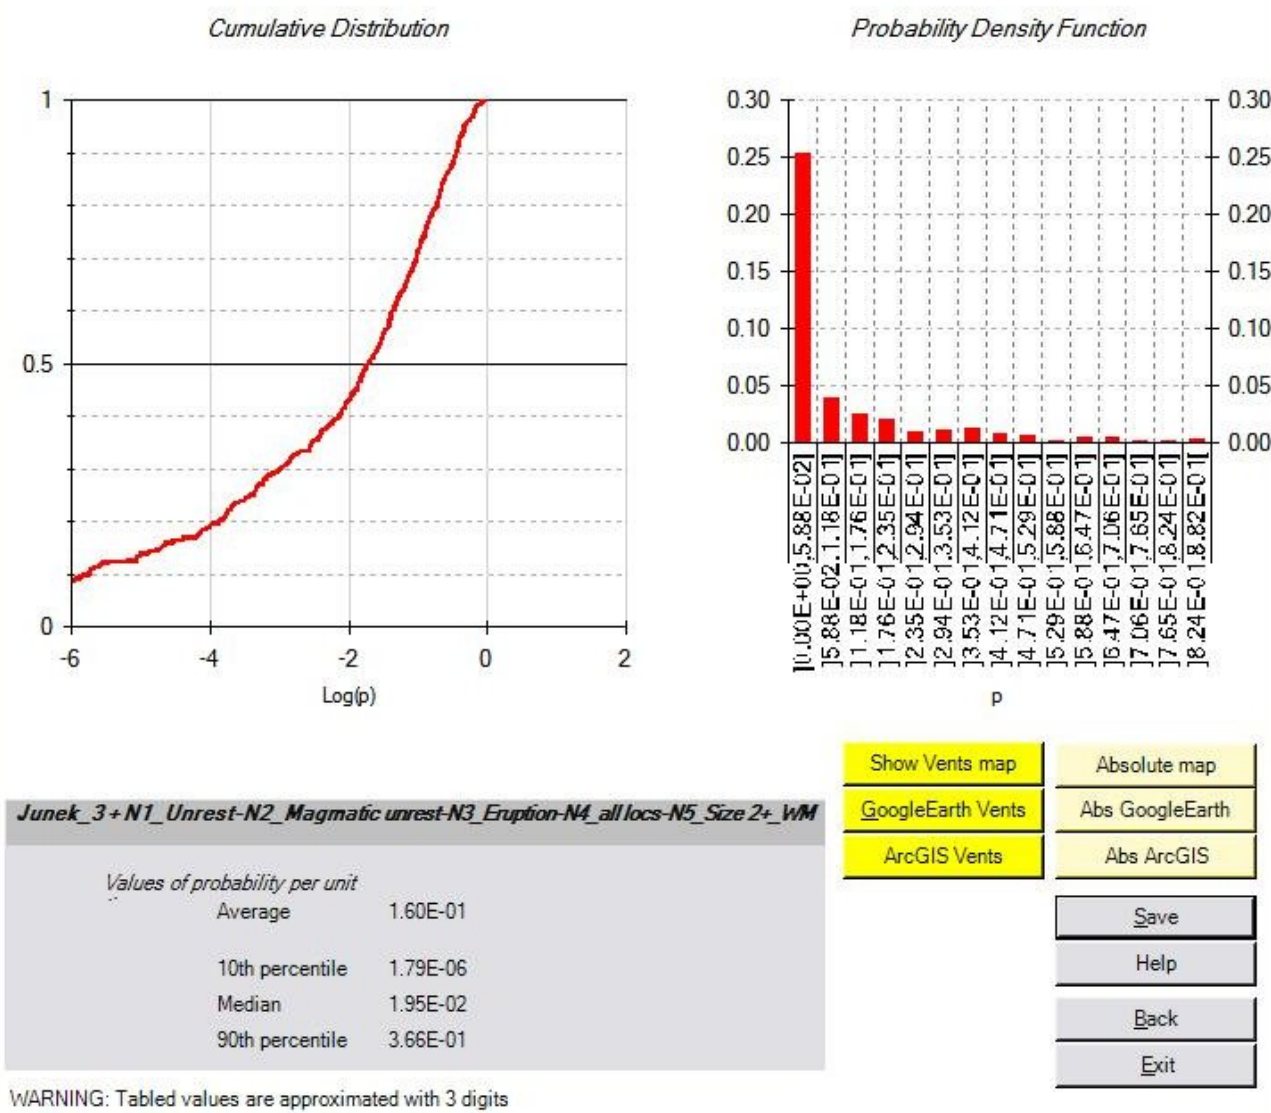 Cumulative Distribution
1
0.5
0
-6 -4 -2 0 2
Log(p)
Probability Density Function
0.30 0.30
0.25 0.25
0.20 0.20
0.15 0.15
0.10 0.10
0.05 0.05
0.00 0.00
]0.00E+00,5.88E-02]
]5.88E-02,1.18E-01]
]1.18E-01,1.76E-01]
]1.76E-01,2.35E-01]
]2.35E-01,2.94E-01]
]2.94E-01,3.53E-01]
]3.53E-01,4.12E-01]
]4.12E-01,4.71E-01]
]4.71E-01,5.29E-01]
]5.29E-01,5.88E-01]
]5.88E-01,6.47E-01]
]6.47E-01,7.06E-01]
]7.06E-01,7.65E-01]
]7.65E-01,8.24E-01]
]8.24E-01,8.82E-01[
p
Show Vents map Absolute map
GoogleEarth Vents Abs GoogleEarth
ArcGIS Vents Abs ArcGIS
Save
Help
Back
Exit
Junek_3+N1_Unrest-N2_Magmatic unrest-N3_Eruption-N4_all locs-N5_Size 2+_WM
Values of probability per unit
Average 1.60E-01
10th percentile 1.79E-06
Median 1.95E-02
90th percentile 3.66E-01
WARNING: Tabled values are approximated with 3 digits